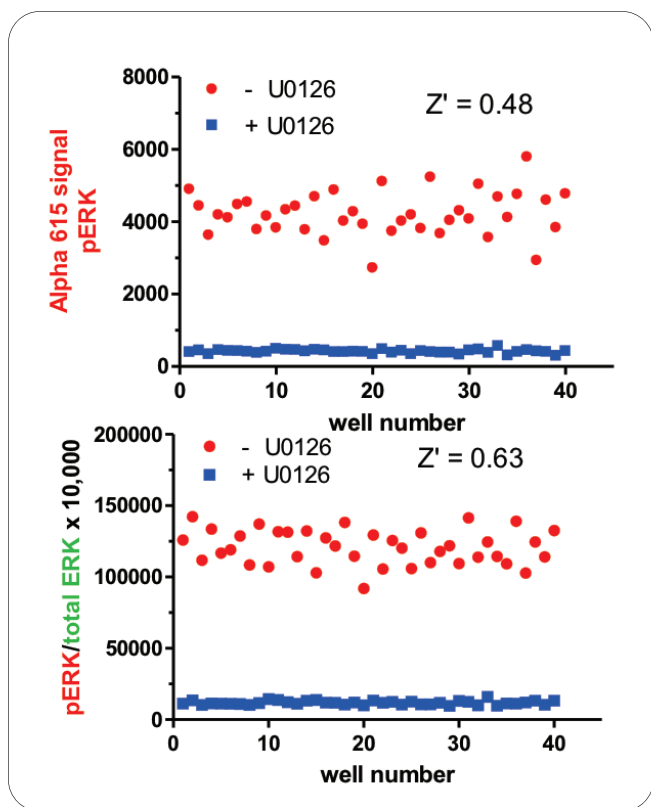 8000
- U0126
+ U0126
Z' = 0.48
6000
4000
2000
0
Alpha 615 signal
pERK
0 10 20 30 40
well number
200000
- U0126
+ U0126
Z' = 0.63
150000
100000
50000
0
pERK/total ERK x 10,000
0 10 20 30 40
well number